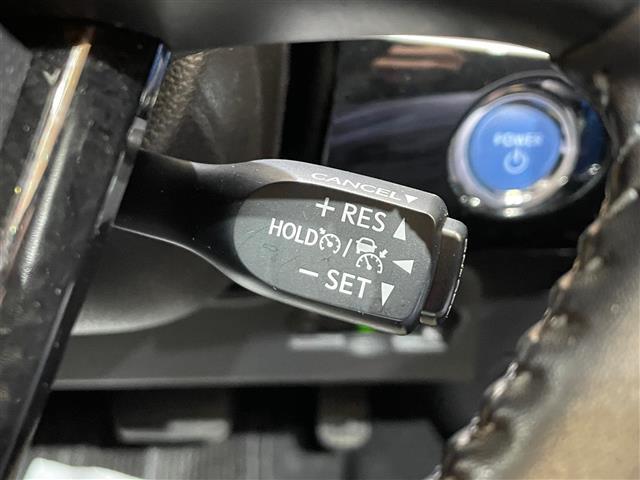 CANCEL
+ RES
HOLD /
- SET
POWER